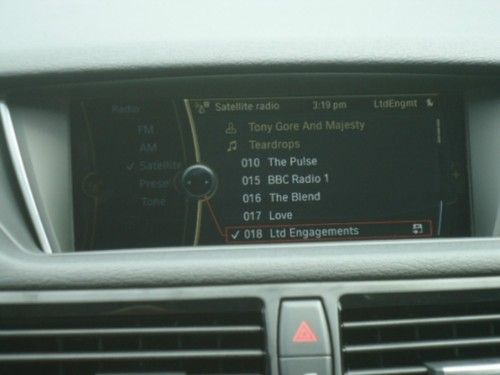 Radio
FM
AM
✓ Satellite
Prese
Tone
Satellite radio 3:19 pm LtdEngmt
Tony Gore And Majesty
Teardrops
010 The Pulse
015 BBC Radio 1
016 The Blend
017 Love
✓ 018 Ltd Engagements